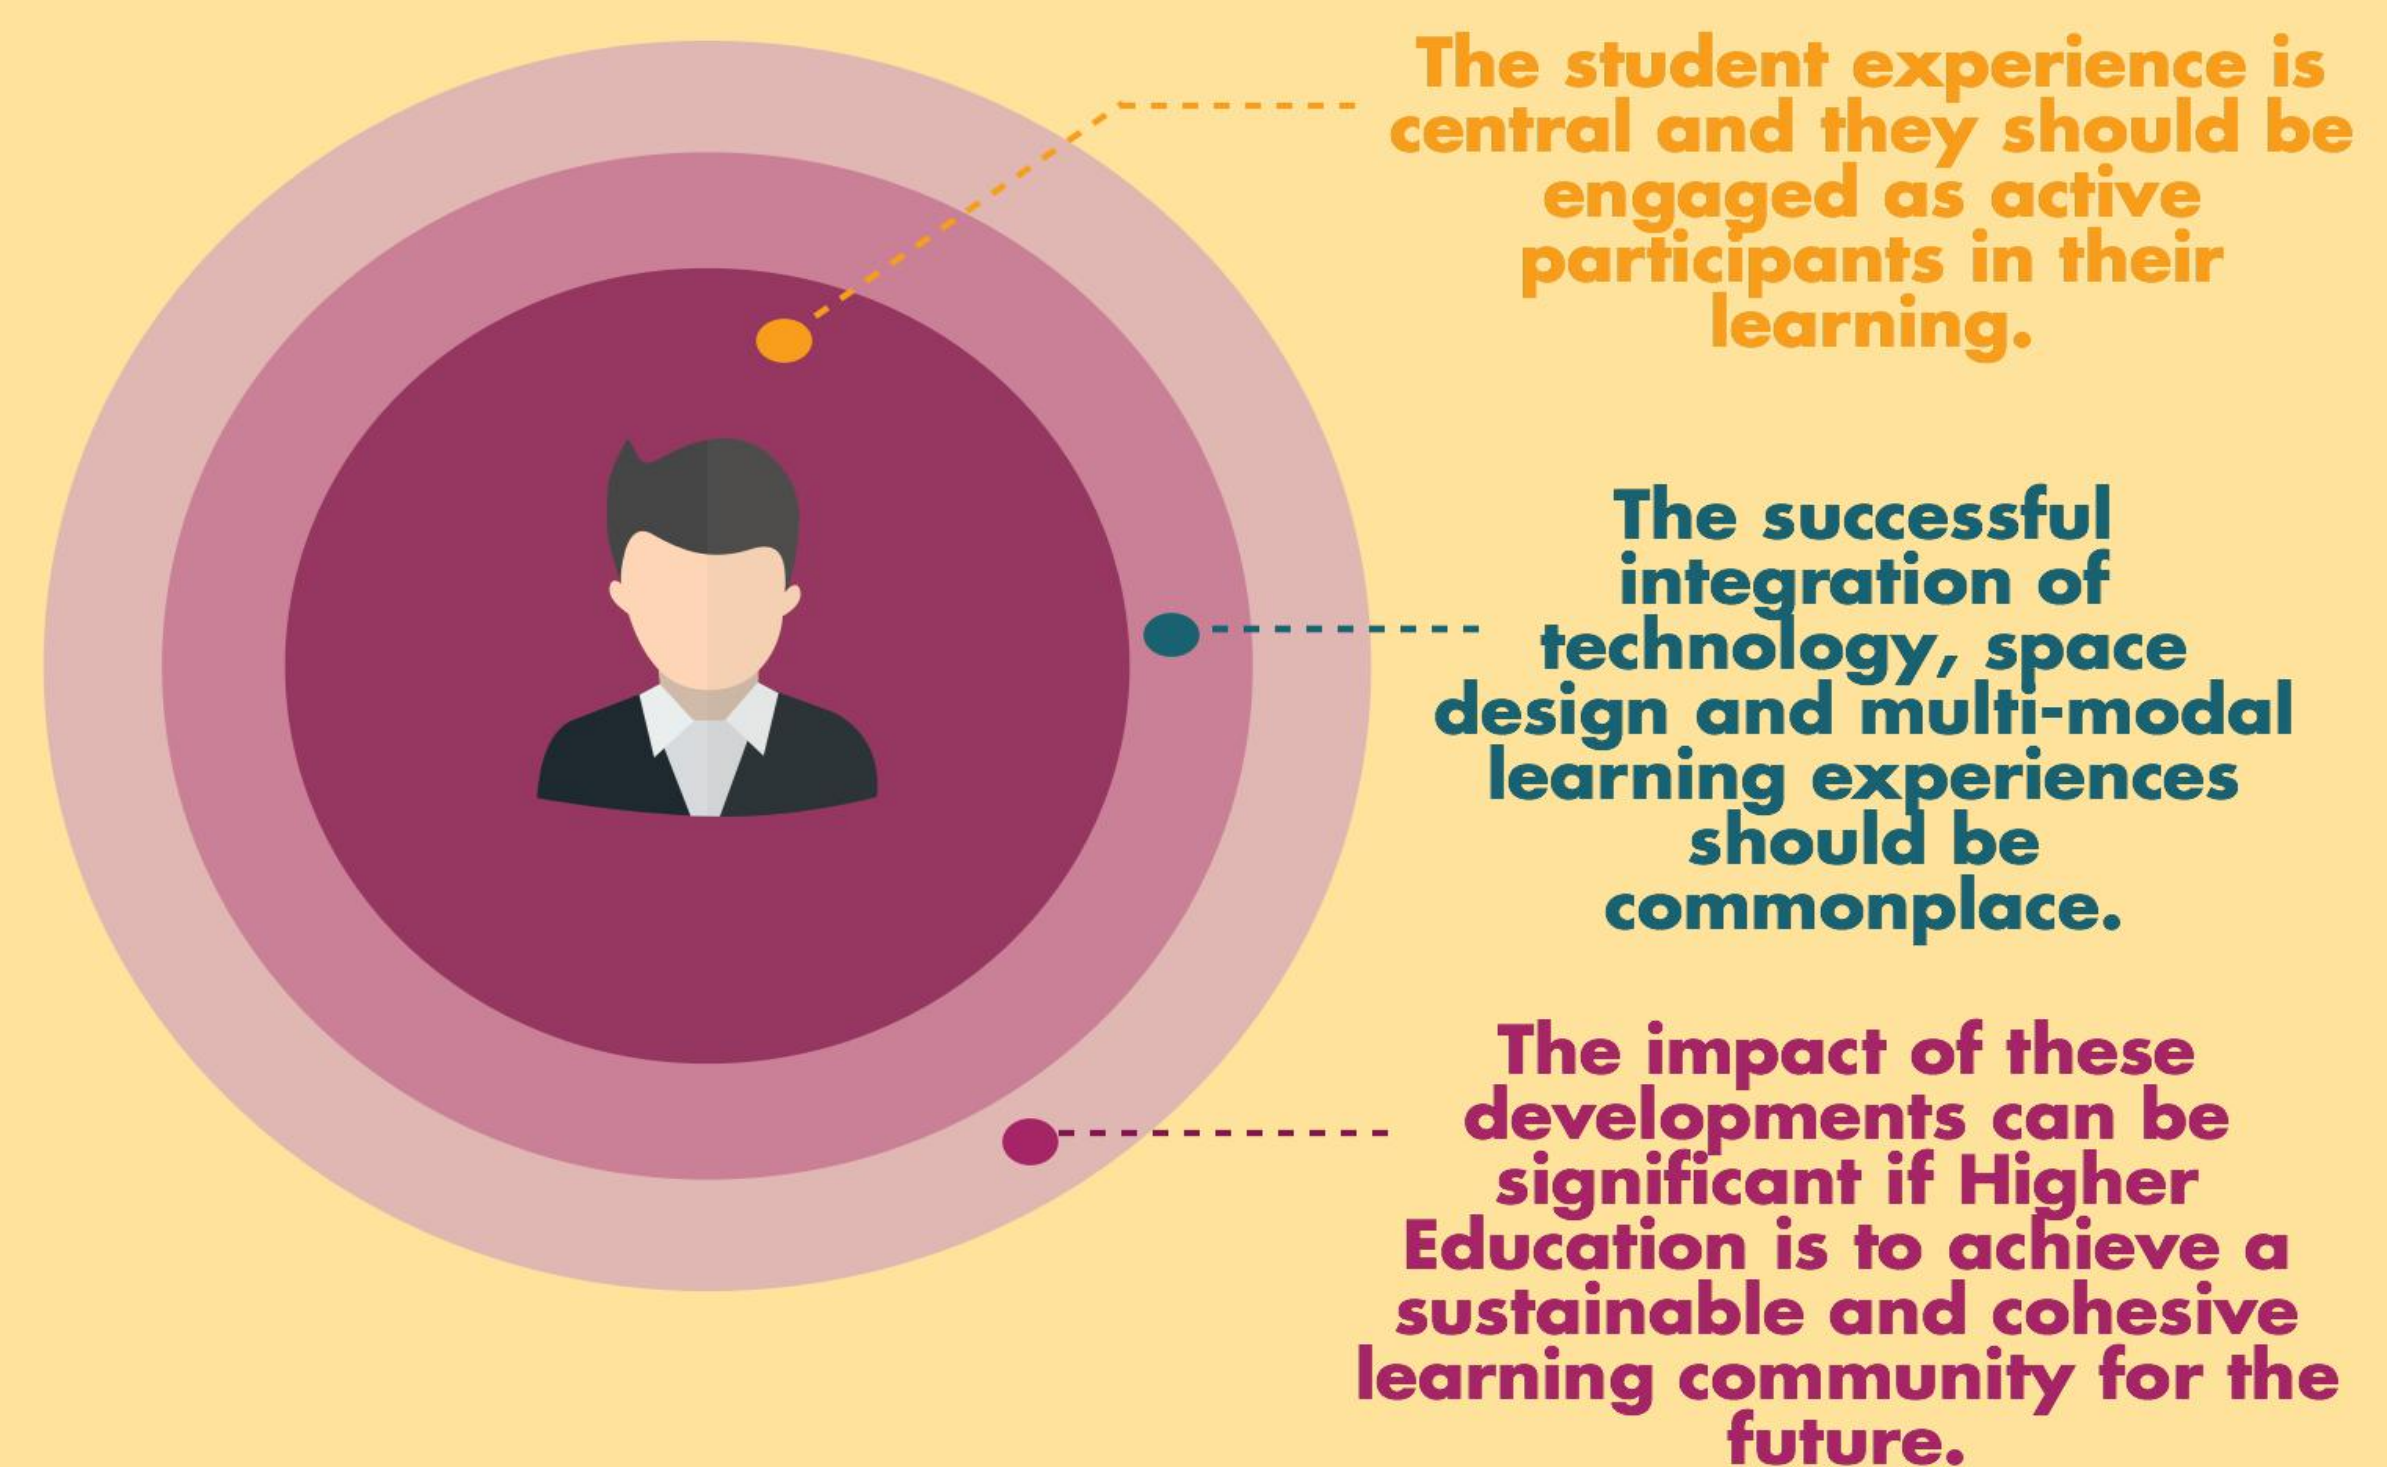 The student experience is
central and they should be
engaged as active
participants in their
learning.
The successful
integration of
technology, space
design and multi-modal
learning experiences
should be
commonplace.
The impact of these
developments can be
significant if Higher
Education is to achieve a
sustainable and cohesive
learning community for the
future.